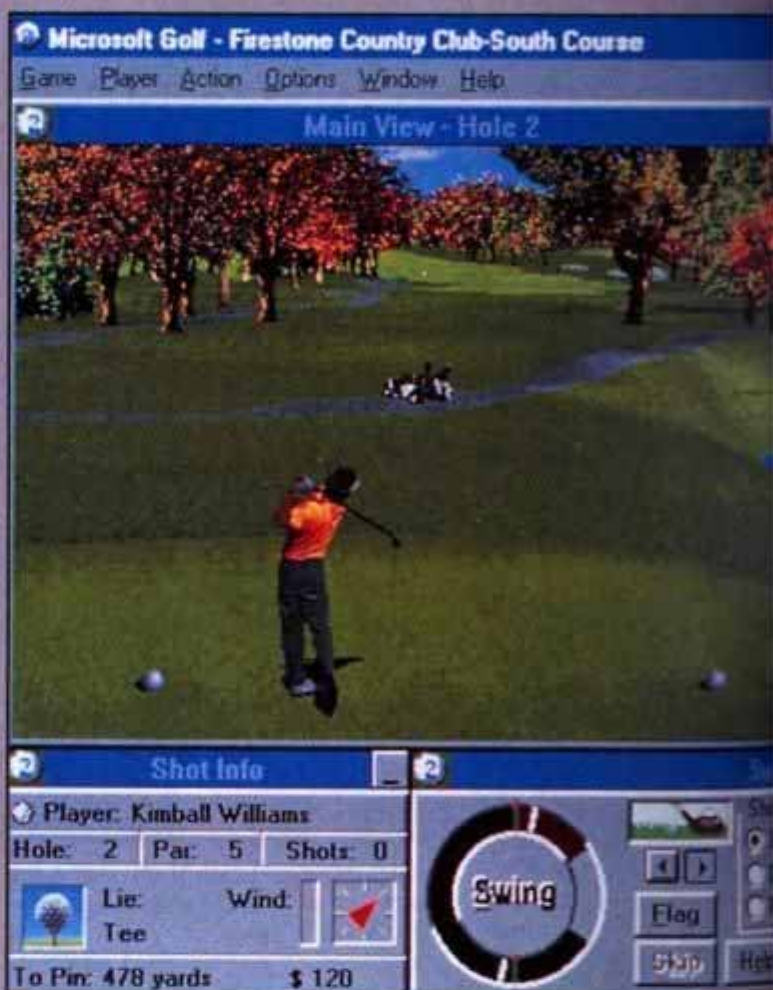 Microsoft Golf - Firestone Country Club-South Course
Game Player Action Options Window Help
Main View - Hole 2
Shot Info
Player: Kimball Williams
Hole: 2 Par: 5 Shots: 0
Lie: Wind:
Tee
To Pin: 478 yards $ 120
Swing
Flag